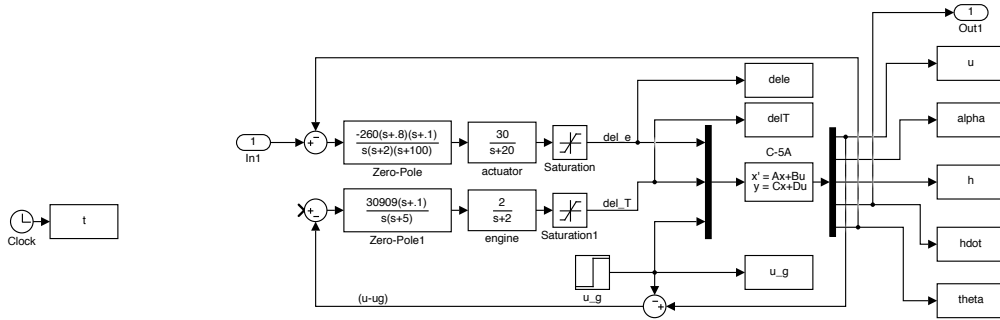 1
Out1
u
dele
alpha
delT
1
In1
-260(s+.8)(s+.1)
s(s+2)(s+100)
Zero-Pole
30
s+20
actuator
Saturation
del_e
C-5A
x' = Ax+Bu
y = Cx+Du
h
t
Clock
30909(s+.1)
s(s+5)
Zero-Pole1
2
s+2
engine
Saturation1
del_T
hdot
u_g
u_g
(u-ug)
theta